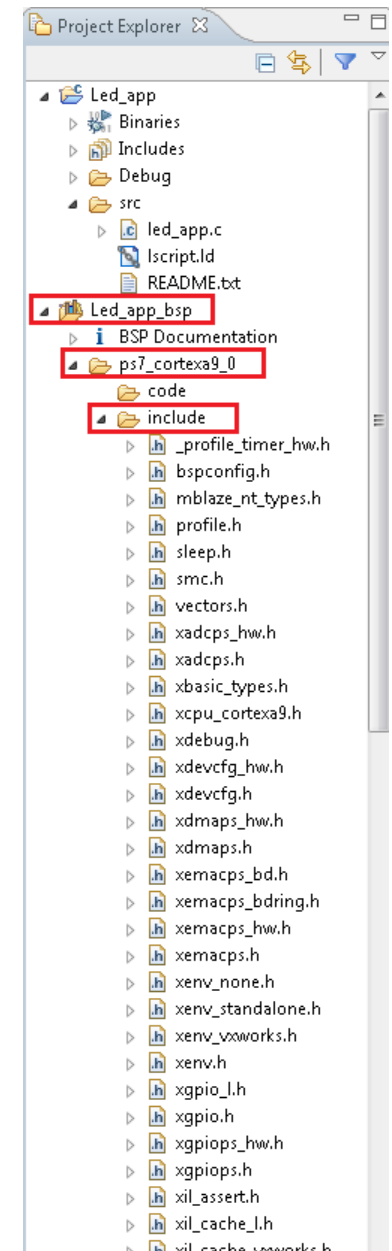 Project Explorer
Led_app
Binaries
Includes
Debug
src
led_app.c
lscript.ld
README.txt
Led_app_bsp
BSP Documentation
ps7_cortexa9_0
code
include
_profile_timer_hw.h
bspconfig.h
mblaze_nt_types.h
profile.h
sleep.h
smc.h
vectors.h
xadcps_hw.h
xadcps.h
xbasic_types.h
xcpu_cortexa9.h
xdebug.h
xdevcfg_hw.h
xdevcfg.h
xdmaps_hw.h
xdmaps.h
xemacps_bd.h
xemacps_bdring.h
xemacps_hw.h
xemacps.h
xenv_none.h
xenv_standalone.h
xenv_vxworks.h
xenv.h
xgpio_l.h
xgpio.h
xgpiops_hw.h
xgpiops.h
xil_assert.h
xil_cache_l.h
xil_cache_vxworks.h